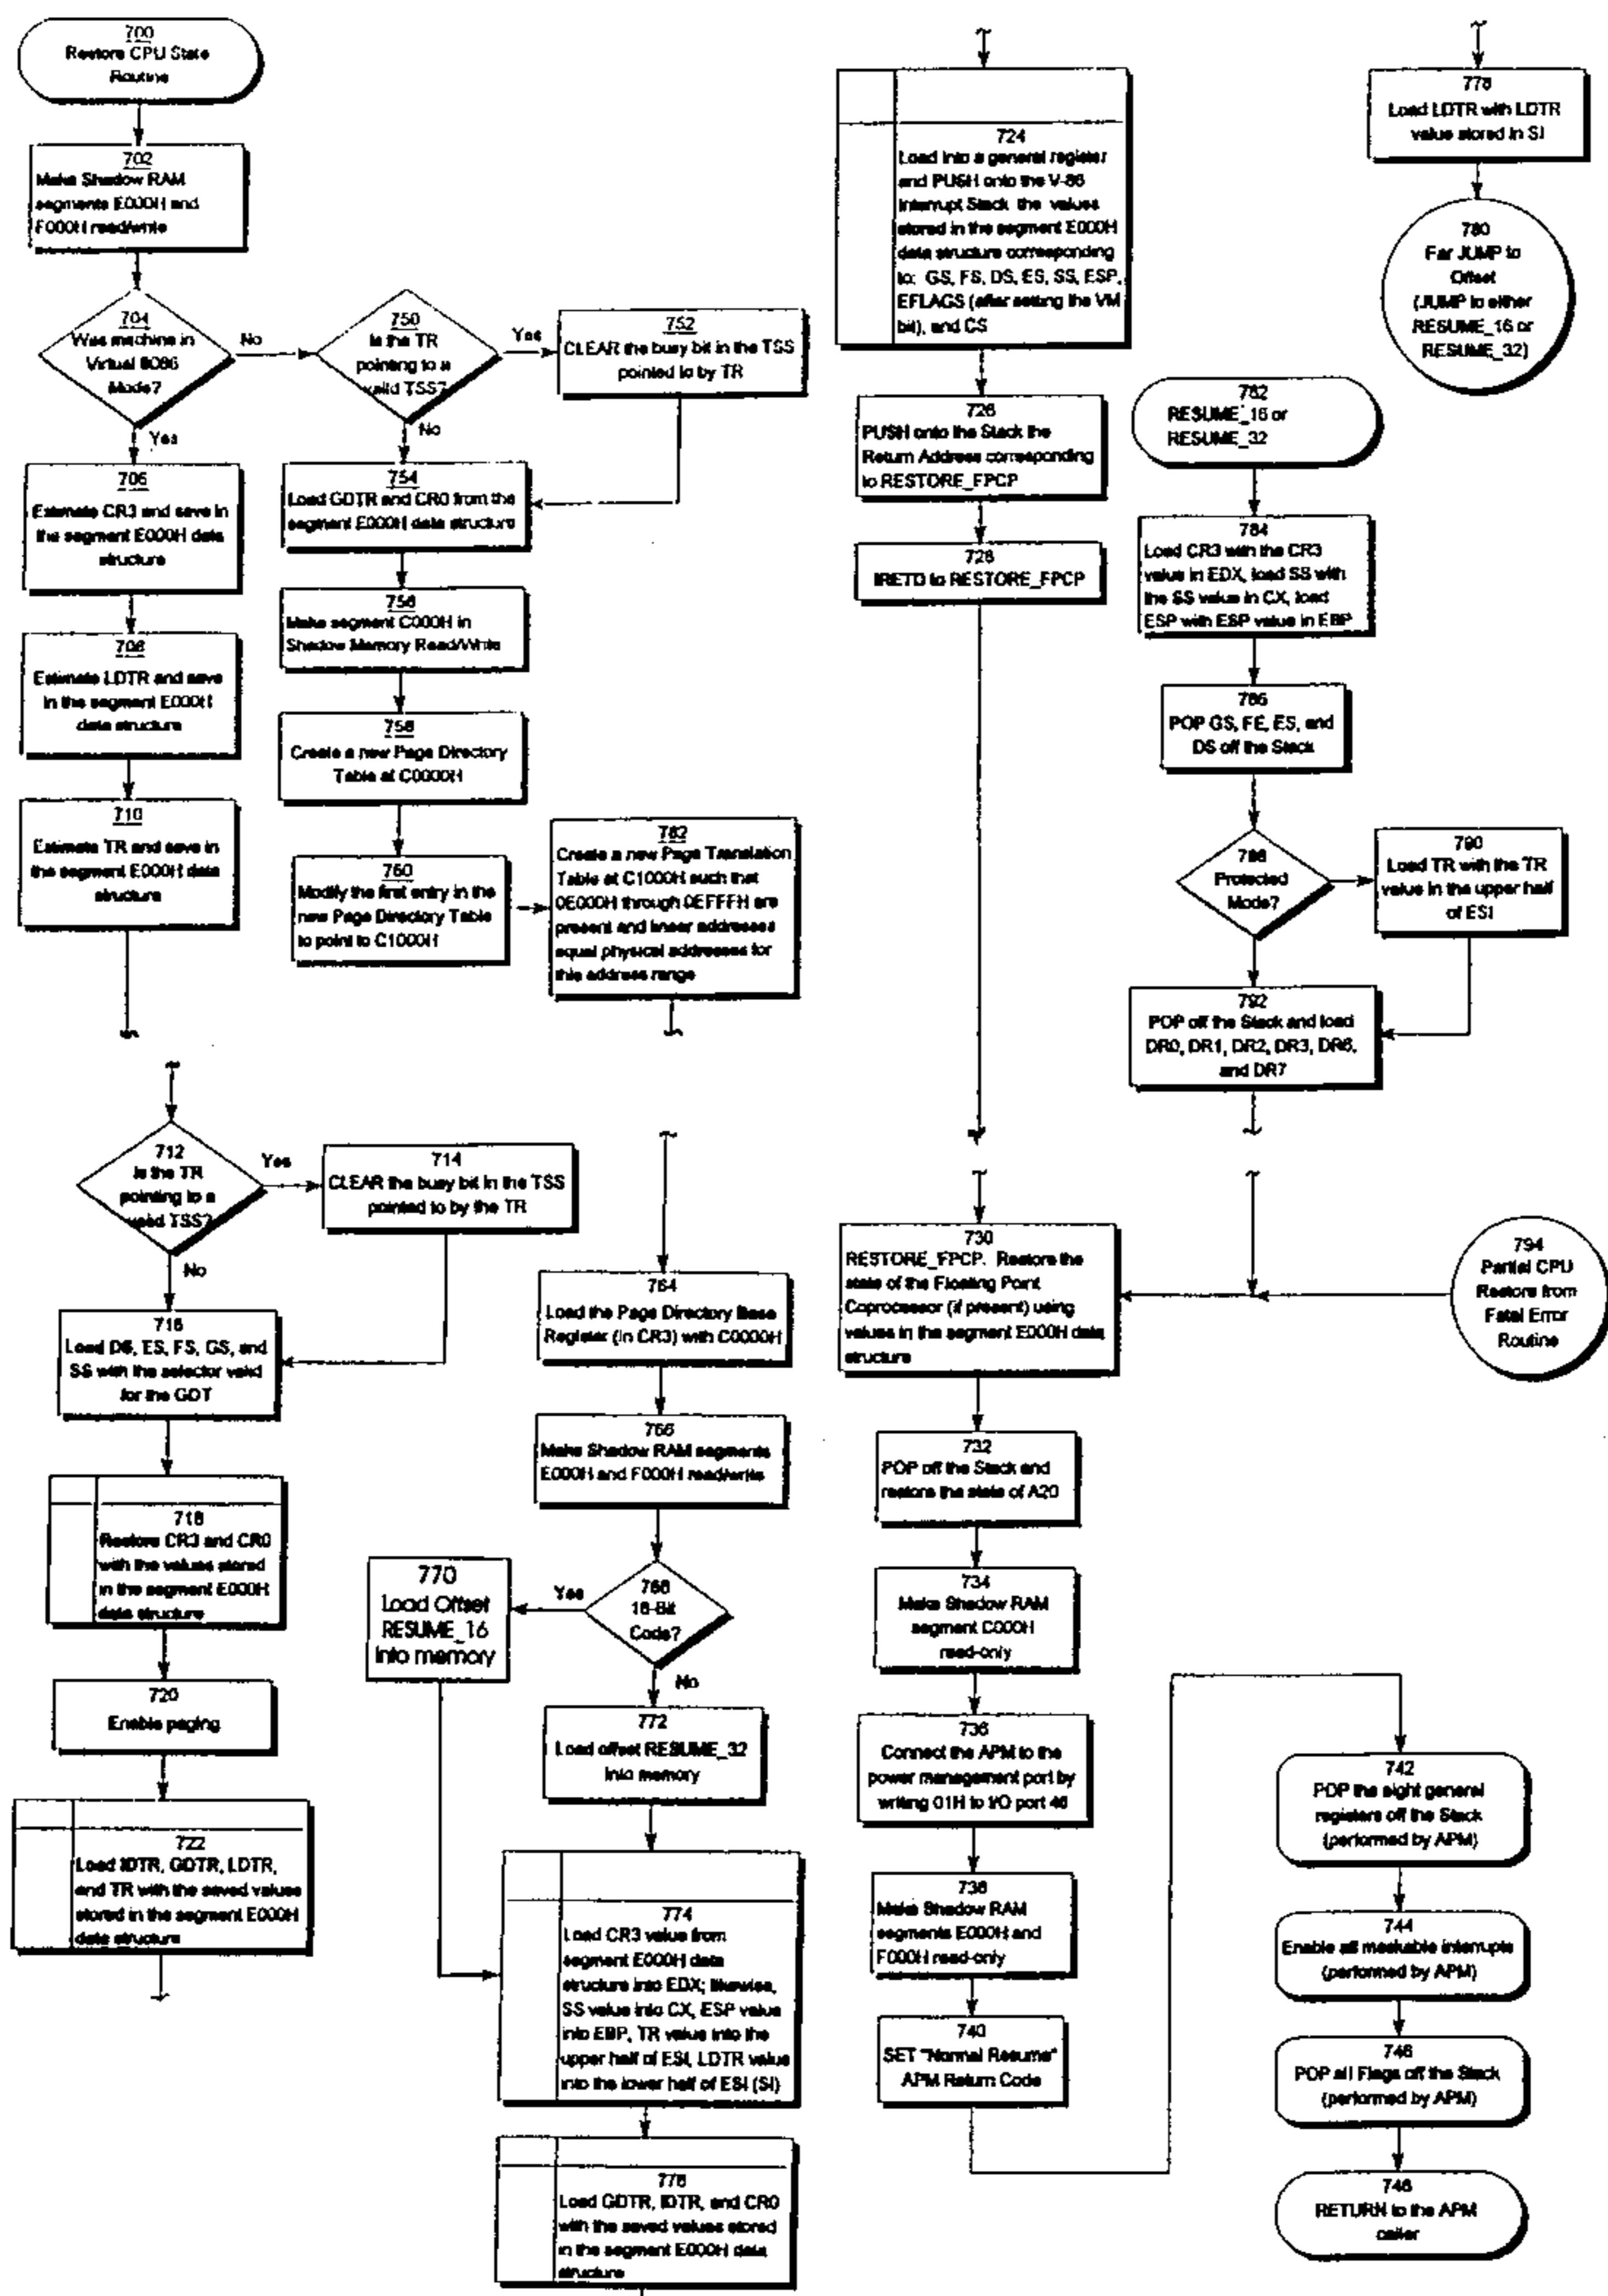 700
Restore CPU State
Routine
702
Make Shadow RAM
segments E000H and
F000H read/write
704
Was machine in
Virtual 8086
Mode?
No
Yes
750
Is the TR
pointing to a
valid TSS?
Yes
No
752
CLEAR the busy bit in the TSS
pointed to by TR
706
Estimate CR3 and save in
the segment E000H data
structure
754
Load GDTR and CR0 from the
segment E000H data structure
708
Estimate LDTR and save
in the segment E000H
data structure
756
Make segment C000H in
Shadow Memory Read/Write
758
Create a new Page Directory
Table at C0000H
710
Estimate TR and save in
the segment E000H data
structure
760
Modify the first entry in the
new Page Directory Table
to point to C1000H
762
Create a new Page Translation
Table at C1000H such that
0E000H through 0EFFFH are
present and linear addresses
equal physical addresses for
this address range
712
Is the TR
pointing to a
valid TSS?
Yes
No
714
CLEAR the busy bit in the TSS
pointed to by the TR
716
Load DS, ES, FS, GS, and
SS with the selector valid
for the GDT
718
Restore CR3 and CR0
with the values stored
in the segment E000H
data structure
720
Enable paging
722
Load IDTR, GDTR, LDTR,
and TR with the saved values
stored in the segment E000H
data structure
764
Load the Page Directory Base
Register (in CR3) with C0000H
766
Make Shadow RAM segments
E000H and F000H read/write
768
16-Bit
Code?
Yes
No
770
Load Offset
RESUME_16
into memory
772
Load offset RESUME_32
into memory
774
Load CR3 value from
segment E000H data
structure into EDX; likewise,
SS value into CX, ESP value
into EBP, TR value into the
upper half of ESI, LDTR value
into the lower half of ESI (SI)
776
Load GDTR, IDTR, and CR0
with the saved values stored
in the segment E000H data
structure
724
Load into a general register
and PUSH onto the V-86
Interrupt Stack the values
stored in the segment E000H
data structure corresponding
to: GS, FS, DS, ES, SS, ESP,
EFLAGS (after setting the VM
bit), and CS
726
PUSH onto the Stack the
Return Address corresponding
to RESTORE_FPCP
728
IRETD to RESTORE_FPCP
730
RESTORE_FPCP. Restore the
state of the Floating Point
Coprocessor (if present) using
values in the segment E000H data
structure
732
POP off the Stack and
restore the state of A20
734
Make Shadow RAM
segment C000H
read-only
736
Connect the APM to the
power management port by
writing 01H to I/O port 46
738
Make Shadow RAM
segments E000H and
F000H read-only
740
SET "Normal Resume"
APM Return Code
778
Load LDTR with LDTR
value stored in SI
780
Far JUMP to
Offset
(JUMP to either
RESUME_16 or
RESUME_32)
782
RESUME_16 or
RESUME_32
784
Load CR3 with the CR3
value in EDX, load SS with
the SS value in CX, load
ESP with ESP value in EBP
786
POP GS, FE, ES, and
DS off the Stack
788
Protected
Mode?
790
Load TR with the TR
value in the upper half
of ESI
792
POP off the Stack and load
DR0, DR1, DR2, DR3, DR6,
and DR7
794
Partial CPU
Restore from
Fatal Error
Routine
742
POP the eight general
registers off the Stack
(performed by APM)
744
Enable all maskable interrupts
(performed by APM)
746
POP all Flags off the Stack
(performed by APM)
748
RETURN to the APM
caller